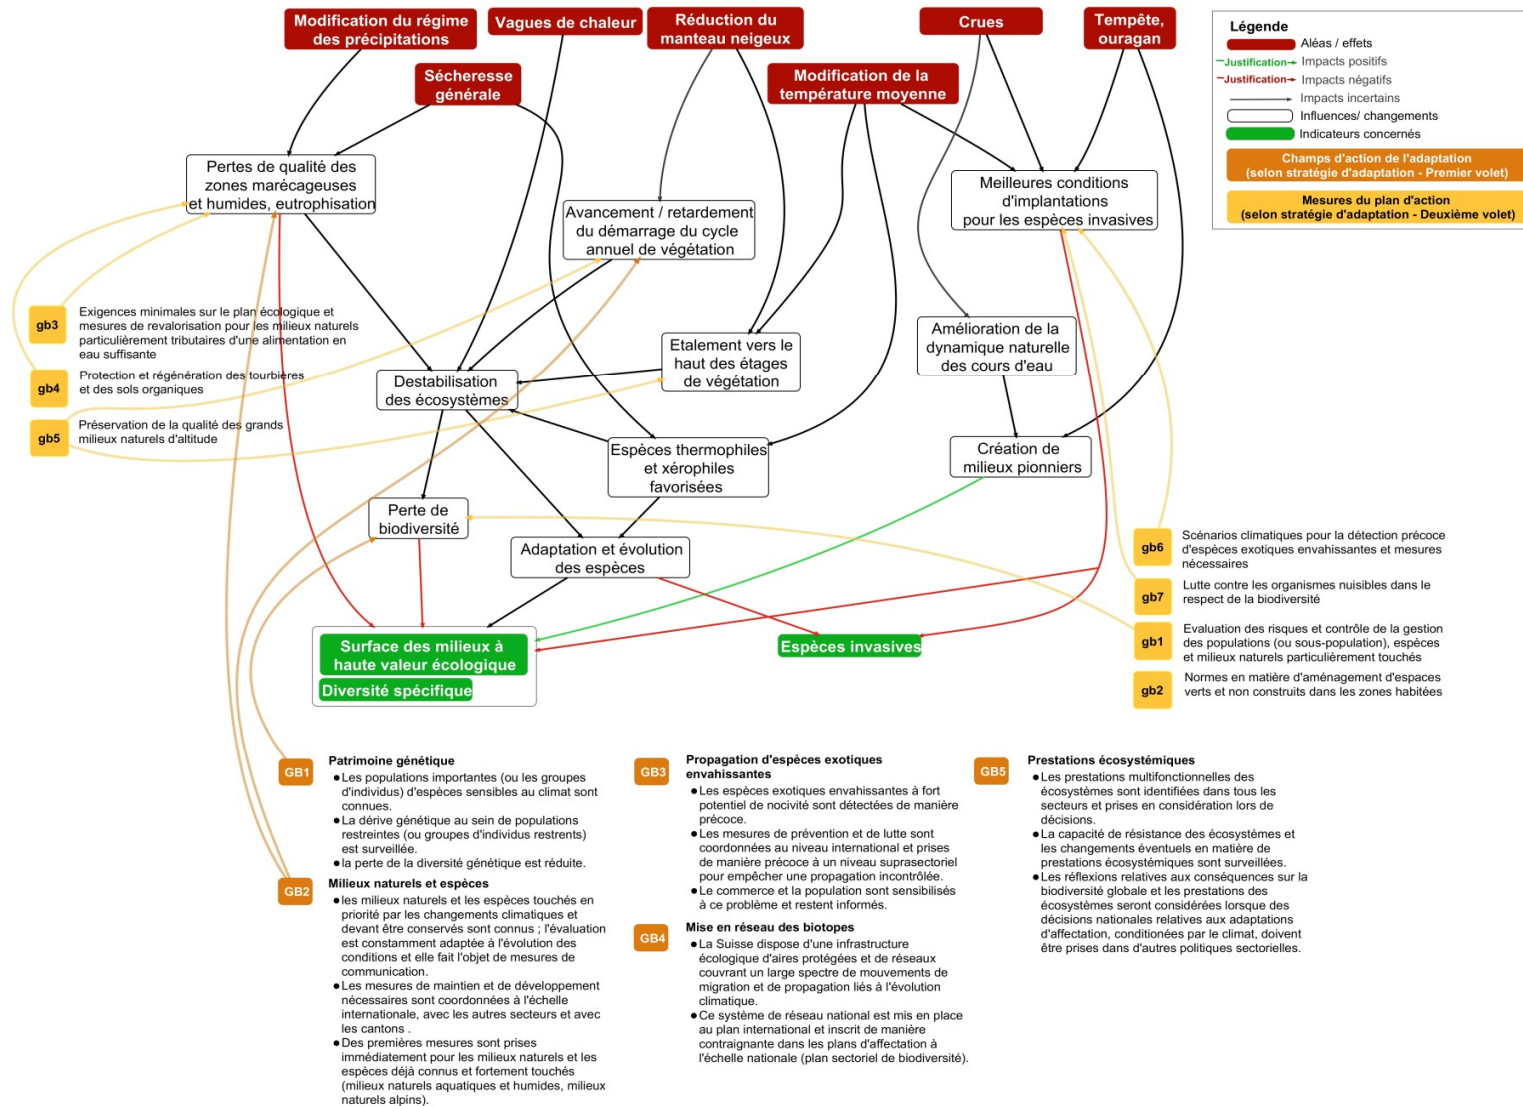 Modification du régime
des précipitations
Vagues de chaleur
Réduction du
manteau neigeux
Crues
Tempête,
ouragan
Sécheresse
générale
Modification de la
température moyenne
Légende
Aléas / effets
Justification
Impacts positifs
Justification
Impacts négatifs
Impacts incertains
Influences/ changements
Indicateurs concernés
Champs d'action de l'adaptation
(selon stratégie d'adaptation - Premier volet)
Mesures du plan d'action
(selon stratégie d'adaptation - Deuxième volet)
Pertes de qualité des
zones marécageuses
et humides, eutrophisation
Avancement / retardement
du démarrage du cycle
annuel de végétation
Meilleures conditions
d'implantations
pour les espèces invasives
gb3
Exigences minimales sur le plan écologique et
mesures de revalorisation pour les milieux naturels
particulièrement tributaires d'une alimentation en
eau suffisante
gb4
Protection et régénération des tourbières
et des sols organiques
gb5
Préservation de la qualité des grands
milieux naturels d'altitude
Destabilisation
des écosystèmes
Etalement vers le
haut des étages
de végétation
Amélioration de la
dynamique naturelle
des cours d'eau
Espèces thermophiles
et xérophiles
favorisées
Création de
milieux pionniers
Perte de
biodiversité
Adaptation et évolution
des espèces
gb6
Scénarios climatiques pour la détection précoce
d'espèces exotiques envahissantes et mesures
nécessaires
gb7
Lutte contre les organismes nuisibles dans le
respect de la biodiversité
gb1
Evaluation des risques et contrôle de la gestion
des populations (ou sous-population), espèces
et milieux naturels particulièrement touchés
gb2
Normes en matière d'aménagement d'espaces
verts et non construits dans les zones habitées
Surface des milieux à
haute valeur écologique
Diversité spécifique
Espèces invasives
GB1
Patrimoine génétique
● Les populations importantes (ou les groupes
d'individus) d'espèces sensibles au climat sont
connues.
● La dérive génétique au sein de populations
restreintes (ou groupes d'individus restrents)
est surveillée.
● la perte de la diversité génétique est réduite.
GB2
Milieux naturels et espèces
● les milieux naturels et les espèces touchés en
priorité par les changements climatiques et
devant être conservés sont connus ; l'évaluation
est constamment adaptée à l'évolution des
conditions et elle fait l'objet de mesures de
communication.
● Les mesures de maintien et de développement
nécessaires sont coordonnées à l'échelle
internationale, avec les autres secteurs et avec
les cantons .
● Des premières mesures sont prises
immédiatement pour les milieux naturels et les
espèces déjà connus et fortement touchés
(milieux naturels aquatiques et humides, milieux
naturels alpins).
GB3
Propagation d'espèces exotiques
envahissantes
● Les espèces exotiques envahissantes à fort
potentiel de nocivité sont détectées de manière
précoce.
● Les mesures de prévention et de lutte sont
coordonnées au niveau international et prises
de manière précoce à un niveau suprasectoriel
pour empêcher une propagation incontrôlée.
● Le commerce et la population sont sensibilisés
à ce problème et restent informés.
GB4
Mise en réseau des biotopes
● La Suisse dispose d'une infrastructure
écologique d'aires protégées et de réseaux
couvrant un large spectre de mouvements de
migration et de propagation liés à l'évolution
climatique.
● Ce système de réseau national est mis en place
au plan international et inscrit de manière
contraignante dans les plans d'affectation à
l'échelle nationale (plan sectoriel de biodiversité).
GB5
Prestations écosystémiques
● Les prestations multifonctionnelles des
écosystèmes sont identifiées dans tous les
secteurs et prises en considération lors de
décisions.
● La capacité de résistance des écosystèmes et
les changements éventuels en matière de
prestations écosystémiques sont surveillées.
● Les réflexions relatives aux conséquences sur la
biodiversité globale et les prestations des
écosystèmes seront considérées lorsque des
décisions nationales relatives aux adaptations
d'affectation, conditionées par le climat, doivent
être prises dans d'autres politiques sectorielles.